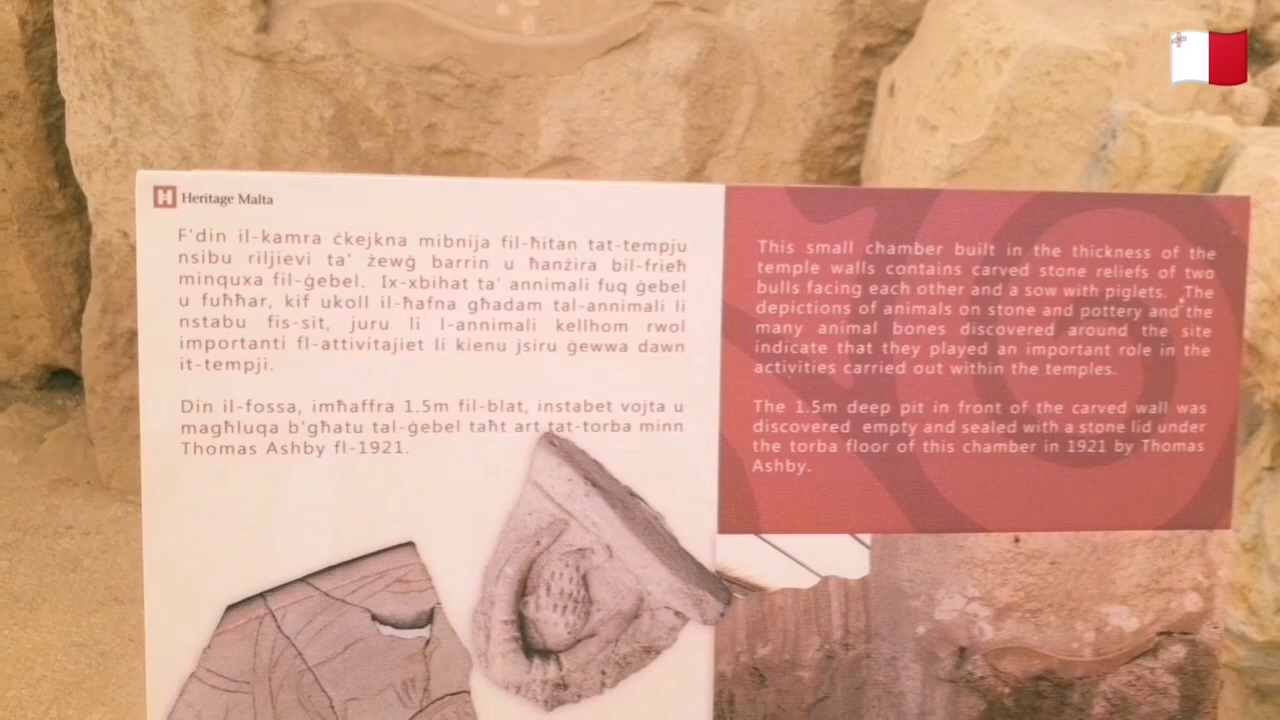 Heritage Malta
F'din il-kamra ċkejkna mibnija fil-ħitan tat-tempju
nsibu riljievi ta' żewġ barrin u ħanżira bil-frieħ
minquxa fil-ġebel. Ix-xbihat ta' annimali fuq ġebel
u fuħħar, kif ukoll il-ħafna għadam tal-annimali li
nstabu fis-sit, juru li l-annimali kellhom rwol
importanti fl-attivitajiet li kienu jsiru ġewwa dawn
it-tempji.
Din il-fossa, imħaffra 1.5m fil-blat, instabet vojta u
magħluqa b'għatu tal-ġebel taħt art tat-torba minn
Thomas Ashby fl-1921.
This small chamber built in the thickness of the
temple walls contains carved stone reliefs of two
bulls facing each other and a sow with piglets. The
depictions of animals on stone and pottery and the
many animal bones discovered around the site
indicate that they played an important role in the
activities carried out within the temples.
The 1.5m deep pit in front of the carved wall was
discovered empty and sealed with a stone lid under
the torba floor of this chamber in 1921 by Thomas
Ashby.